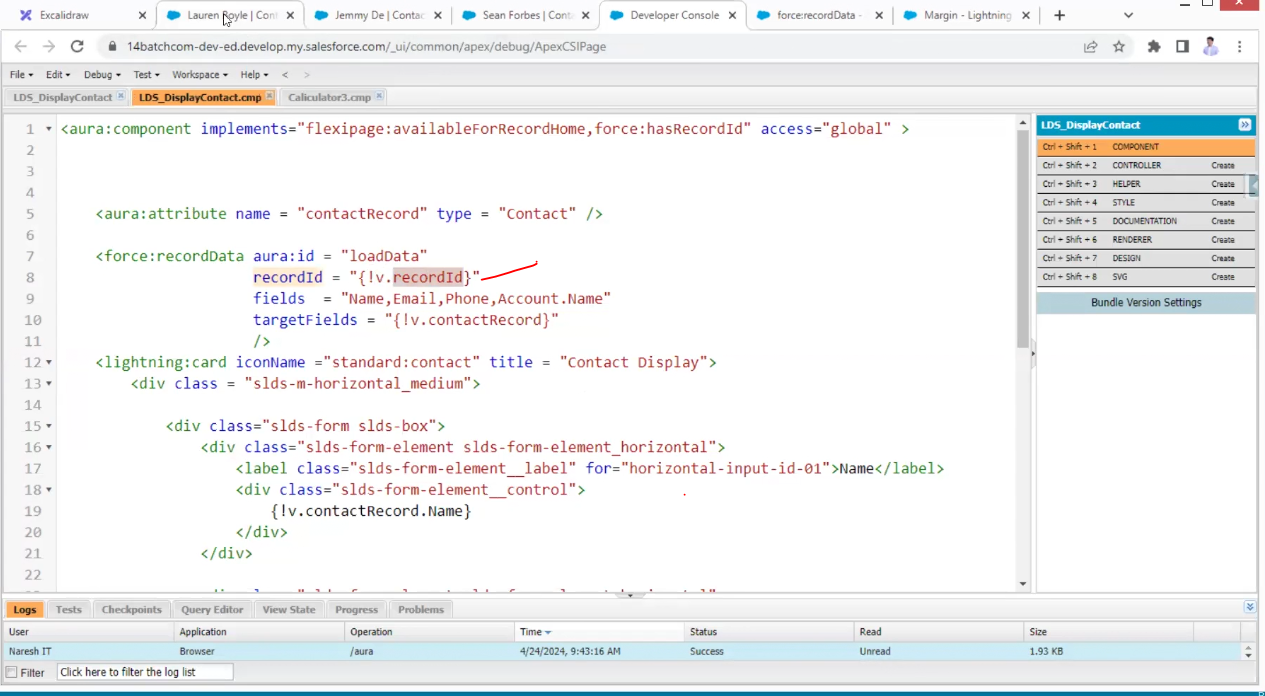 Excalidraw
Lauren Boyle | Cont
Jemmy De | Contac
Sean Forbes | Conta
Developer Console
force:recordData -
Margin - Lightning
14batchcom-dev-ed.develop.my.salesforce.com/_ui/common/apex/debug/ApexCSIPage
File Edit Debug Test Workspace Help < >
LDS_DisplayContact LDS_DisplayContact.cmp Caliculator3.cmp
1 <aura:component implements="flexipage:availableForRecordHome,force:hasRecordId" access="global" >
2
3
4
5 <aura:attribute name = "contactRecord" type = "Contact" />
6
7 <force:recordData aura:id = "loadData"
8 recordId = "{!v.recordId}"
9 fields = "Name,Email,Phone,Account.Name"
10 targetFields = "{!v.contactRecord}"
11 />
12 <lightning:card iconName ="standard:contact" title = "Contact Display">
13 <div class = "slds-m-horizontal_medium">
14
15 <div class="slds-form slds-box">
16 <div class="slds-form-element slds-form-element_horizontal">
17 <label class="slds-form-element__label" for="horizontal-input-id-01">Name</label>
18 <div class="slds-form-element__control">
19 {!v.contactRecord.Name}
20 </div>
21 </div>
22
LDS_DisplayContact
Ctrl + Shift + 1 COMPONENT
Ctrl + Shift + 2 CONTROLLER Create
Ctrl + Shift + 3 HELPER Create
Ctrl + Shift + 4 STYLE Create
Ctrl + Shift + 5 DOCUMENTATION Create
Ctrl + Shift + 6 RENDERER Create
Ctrl + Shift + 7 DESIGN Create
Ctrl + Shift + 8 SVG Create
Bundle Version Settings
Logs Tests Checkpoints Query Editor View State Progress Problems
User Application Operation Time Status Read Size
Naresh IT Browser /aura 4/24/2024, 9:43:16 AM Success Unread 1.93 KB
Filter Click here to filter the log list